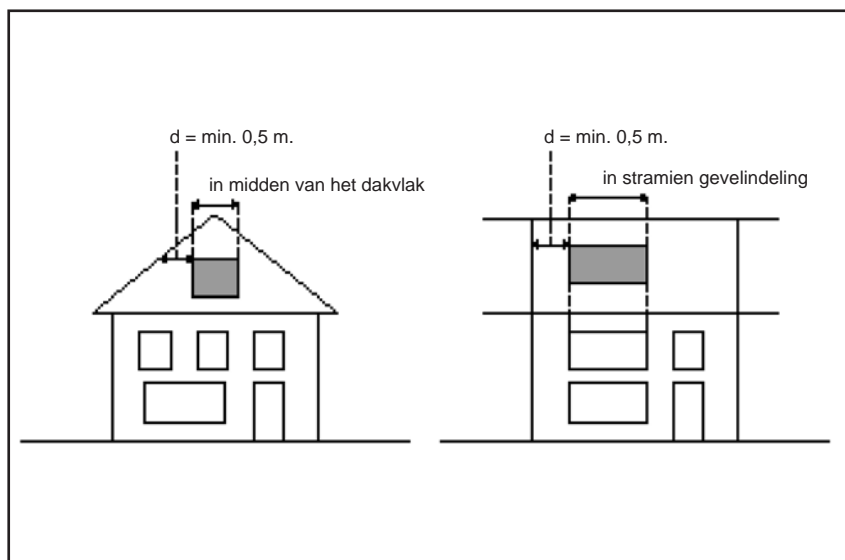 d = min. 0,5 m.
in midden van het dakvlak
d = min. 0,5 m.
in stramien gevelindeling